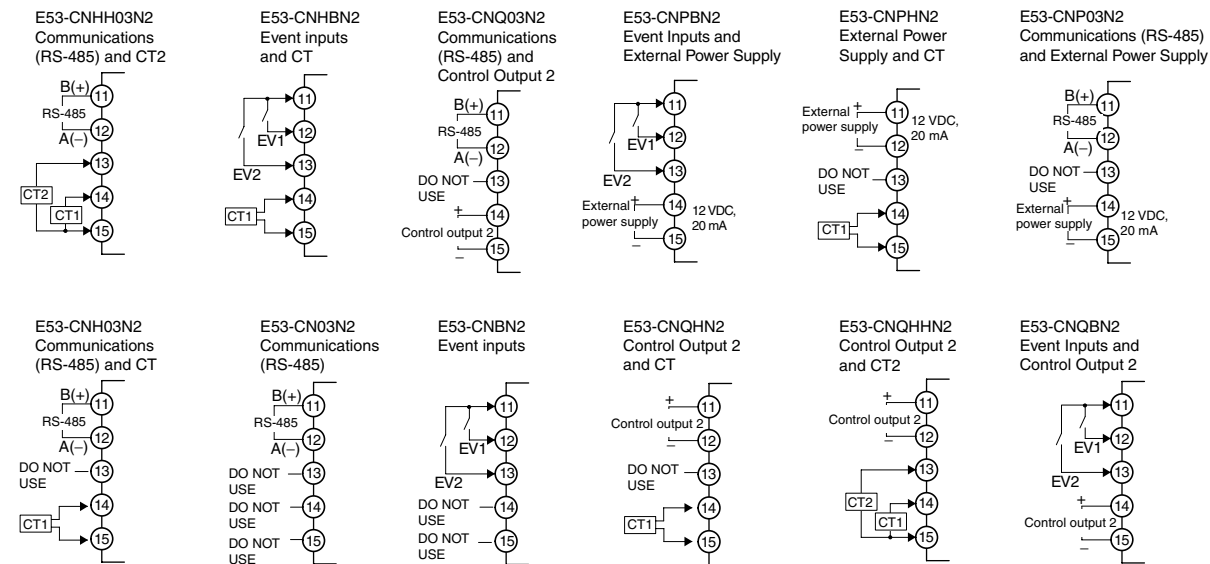 E53-CNHH03N2
Communications
(RS-485) and CT2
B(+)
11
RS-485
12
A(−)
13
CT2
14
CT1
15
E53-CNHBN2
Event inputs
and CT
11
12
EV1
13
EV2
14
CT1
15
E53-CNQ03N2
Communications
(RS-485) and
Control Output 2
B(+)
11
RS-485
12
A(−)
DO NOT
13
USE
+
14
Control output 2
15
−
E53-CNPBN2
Event Inputs and
External Power Supply
11
12
EV1
13
EV2
External +
14
12 VDC,
power supply
20 mA
15
−
E53-CNPHN2
External Power
Supply and CT
External +
11
12 VDC,
power supply
20 mA
12
−
DO NOT
13
USE
14
CT1
15
E53-CNP03N2
Communications (RS-485)
and External Power Supply
B(+)
11
RS-485
12
A(−)
DO NOT
13
USE
External +
14
12 VDC,
power supply
20 mA
15
−
E53-CNH03N2
Communications
(RS-485) and CT
B(+)
11
RS-485
12
A(−)
DO NOT
13
USE
14
CT1
15
E53-CN03N2
Communications
(RS-485)
B(+)
11
RS-485
12
A(−)
DO NOT
13
USE
DO NOT
14
USE
DO NOT
15
USE
E53-CNBN2
Event inputs
11
12
EV1
13
EV2
DO NOT
14
USE
DO NOT
15
USE
E53-CNQHN2
Control Output 2
and CT
+
11
Control output 2
12
−
DO NOT
13
USE
14
CT1
15
E53-CNQHHN2
Control Output 2
and CT2
+
11
Control output 2
12
−
13
CT2
14
CT1
15
E53-CNQBN2
Event Inputs and
Control Output 2
11
12
EV1
13
EV2
+
14
Control output 2
15
−